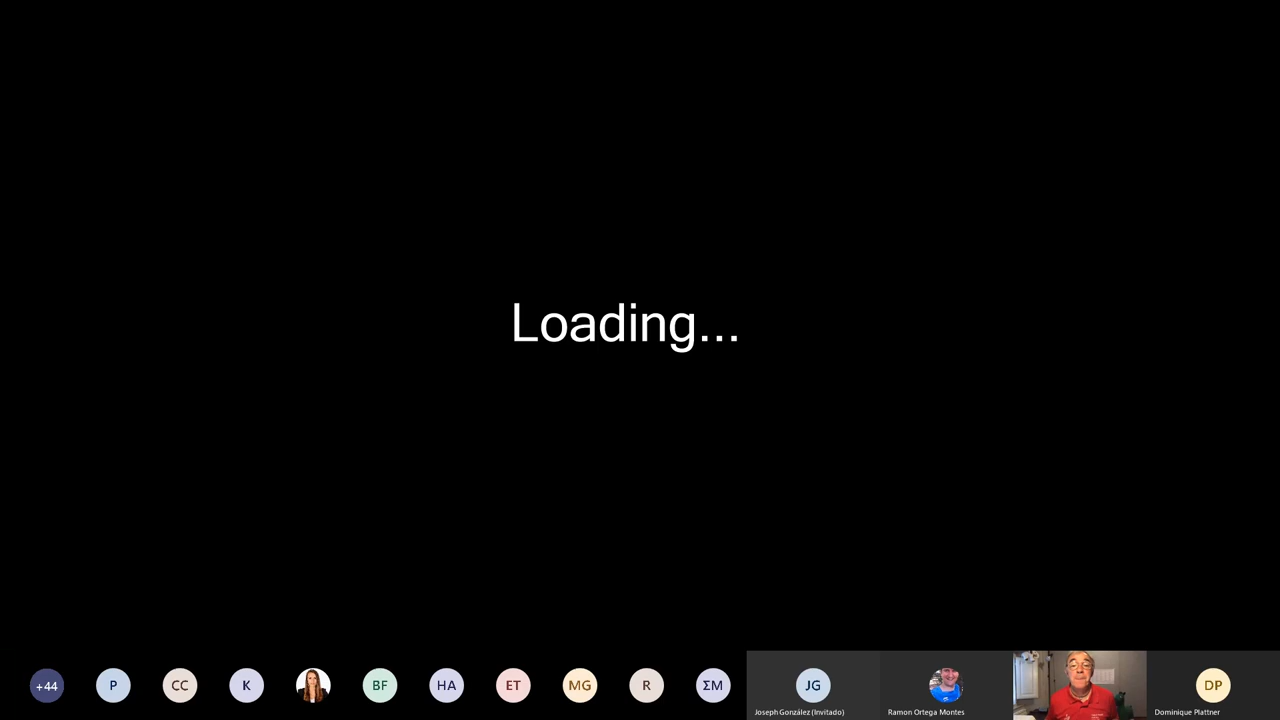 Loading...
+44
P
CC
K
BF
HA
ET
MG
R
ΣM
JG
DP
Joseph González (Invitado)
Ramon Ortega Montes
Dominique Plattner